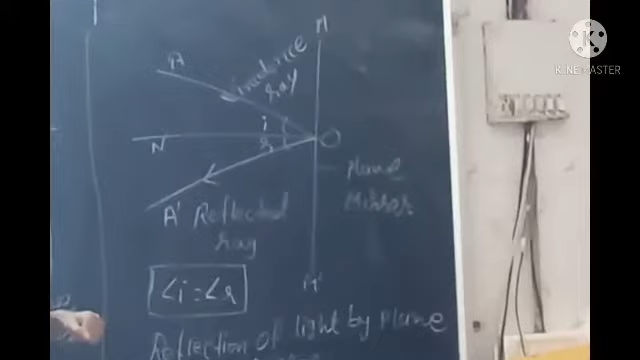 M
A
incidence
ray
i
N
r
O
Plane
Mirror
A' Reflected
ray
M'
∠i = ∠r
Reflection of light by Plane
K
KINEMASTER